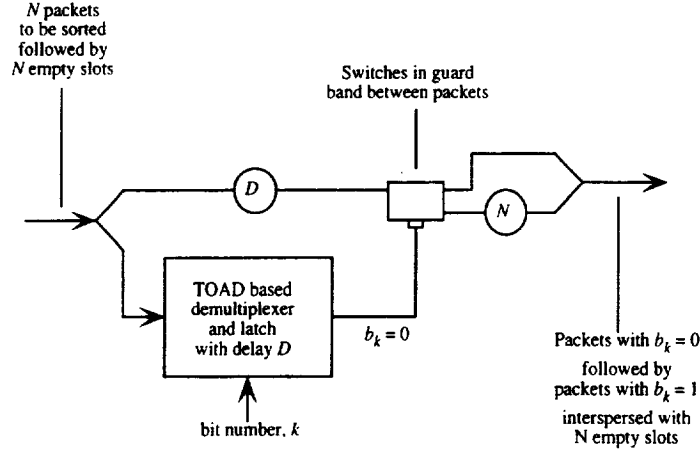 N packets
to be sorted
followed by
N empty slots
Switches in guard
band between packets
D
N
TOAD based
demultiplexer
and latch
with delay D
b_k = 0
bit number, k
Packets with b_k = 0
followed by
packets with b_k = 1
interspersed with
N empty slots